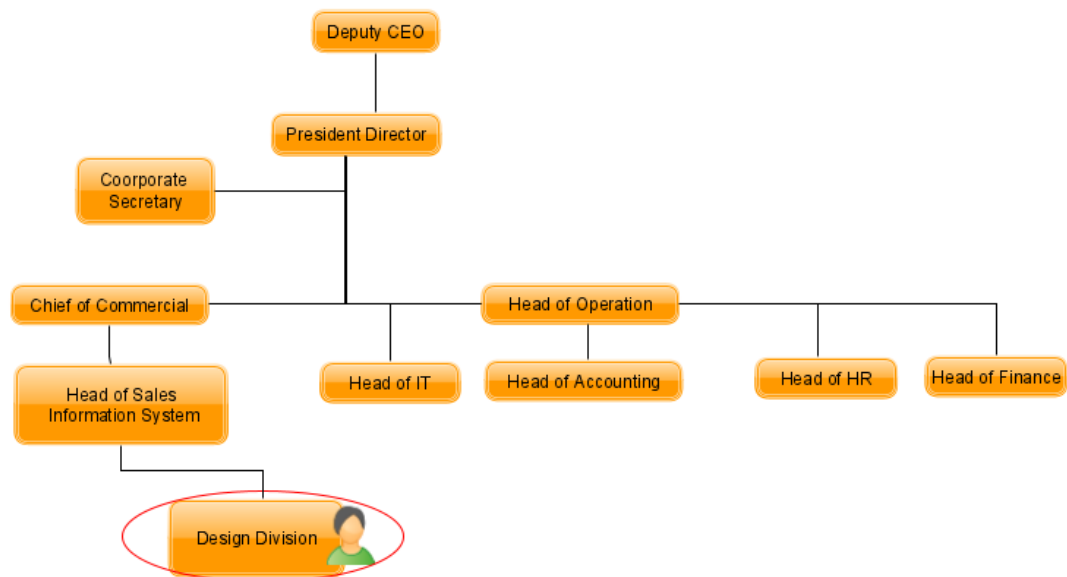 Deputy CEO
President Director
Coorporate
Secretary
Chief of Commercial
Head of Operation
Head of Sales
Information System
Head of IT
Head of Accounting
Head of HR
Head of Finance
Design Division